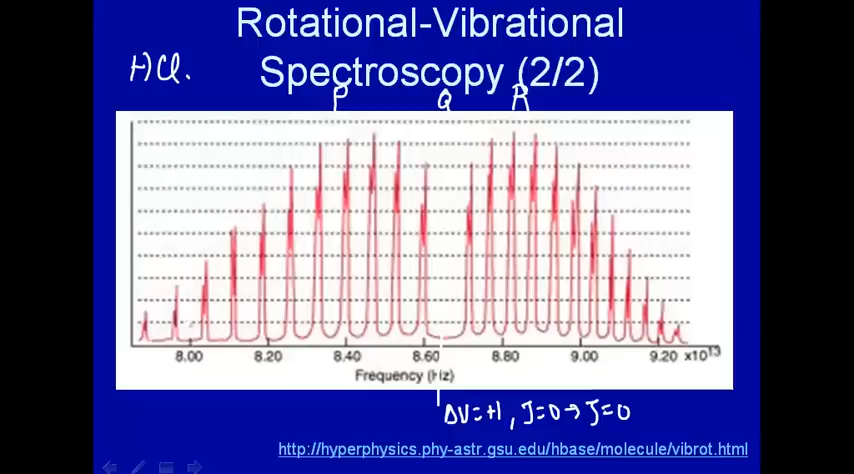 Rotational-Vibrational
HCl. Spectroscopy (2/2)
P Q R
8.00 8.20 8.40 8.60 8.80 9.00 9.20 x10¹³
Frequency (Hz)
ΔV=+1, J=0→J=0
http://hyperphysics.phy-astr.gsu.edu/hbase/molecule/vibrot.html